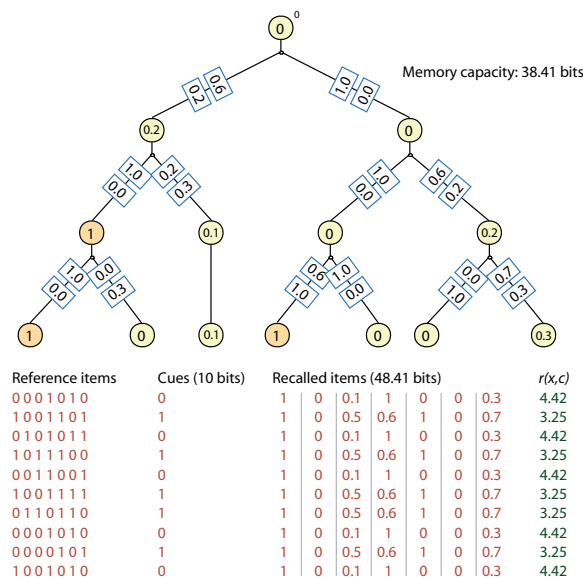 0 0
0.2 0.6 1.0 0.0
Memory capacity: 38.41 bits
0.2 0
0.0 1.0 0.2 0.3 0.0 1.0 0.6 0.2
1 0.1 0 0.2
0.0 1.0 0.0 0.3 1.0 0.6 1.0 0.0 1.0 0.0 0.7 0.3
1 0 0.1 1 0 0 0.3
Reference items Cues (10 bits) Recalled items (48.41 bits) r(x,c)
0 0 0 1 0 1 0 0 1 0 0.1 1 0 0 0.3 4.42
1 0 0 1 1 0 1 1 1 0 0.5 0.6 1 0 0.7 3.25
0 1 0 1 0 1 1 0 1 0 0.1 1 0 0 0.3 4.42
1 0 1 1 1 0 0 1 1 0 0.5 0.6 1 0 0.7 3.25
0 0 1 1 0 0 1 0 1 0 0.1 1 0 0 0.3 4.42
1 0 0 1 1 1 1 1 1 0 0.5 0.6 1 0 0.7 3.25
0 1 1 0 1 1 0 1 1 0 0.5 0.6 1 0 0.7 3.25
0 0 0 1 0 1 0 0 1 0 0.1 1 0 0 0.3 4.42
0 0 0 0 1 0 1 1 1 0 0.5 0.6 1 0 0.7 3.25
1 0 0 1 0 1 0 0 1 0 0.1 1 0 0 0.3 4.42